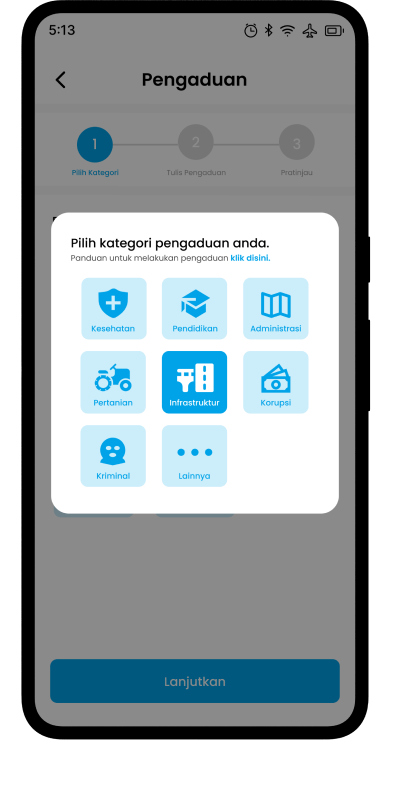 5:13
Pengaduan
1
2
3
Pilih Kategori
Tulis Pengaduan
Pratinjau
Pilih kategori pengaduan anda.
Panduan untuk melakukan pengaduan klik disini.
Kesehatan
Pendidikan
Administrasi
Pertanian
Infrastruktur
Korupsi
Kriminal
Lainnya
Lanjutkan